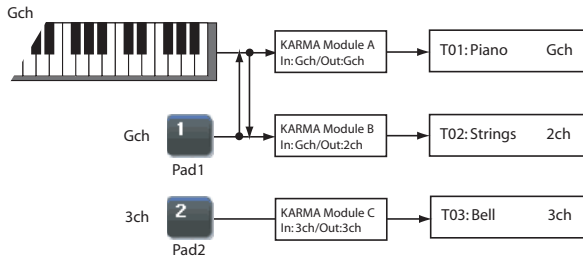 Gch
KARMA Module A
In:Gch/Out:Gch
T01:Piano Gch
Gch
1
Pad1
KARMA Module B
In:Gch/Out:2ch
T02:Strings 2ch
3ch
2
Pad2
KARMA Module C
In:3ch/Out:3ch
T03:Bell 3ch